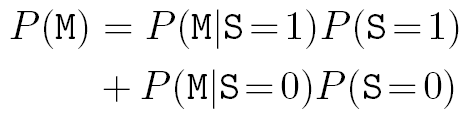 P(M) = P(M|S=1)P(S=1)
+ P(M|S=0)P(S=0)